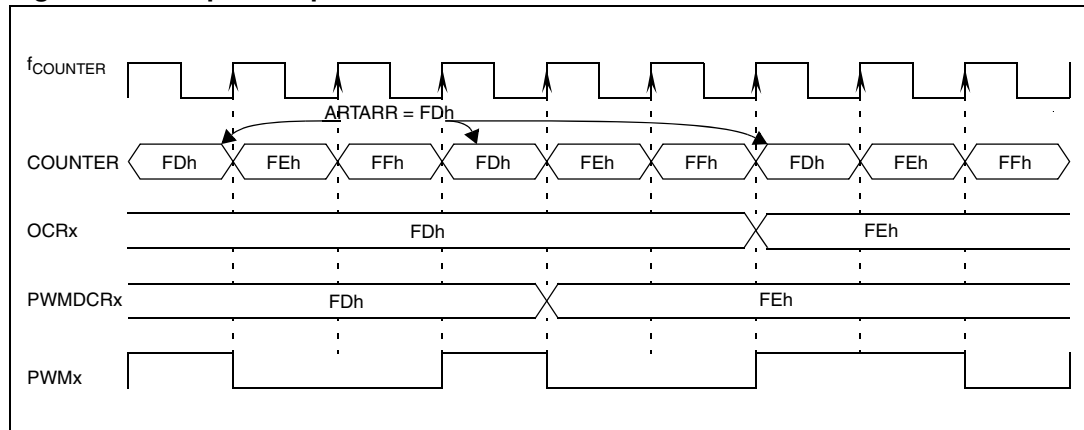 fCOUNTER
ARTARR = FDh
COUNTER FDh FEh FFh FDh FEh FFh FDh FEh FFh
OCRx FDh FEh
PWMDCRx FDh FEh
PWMx